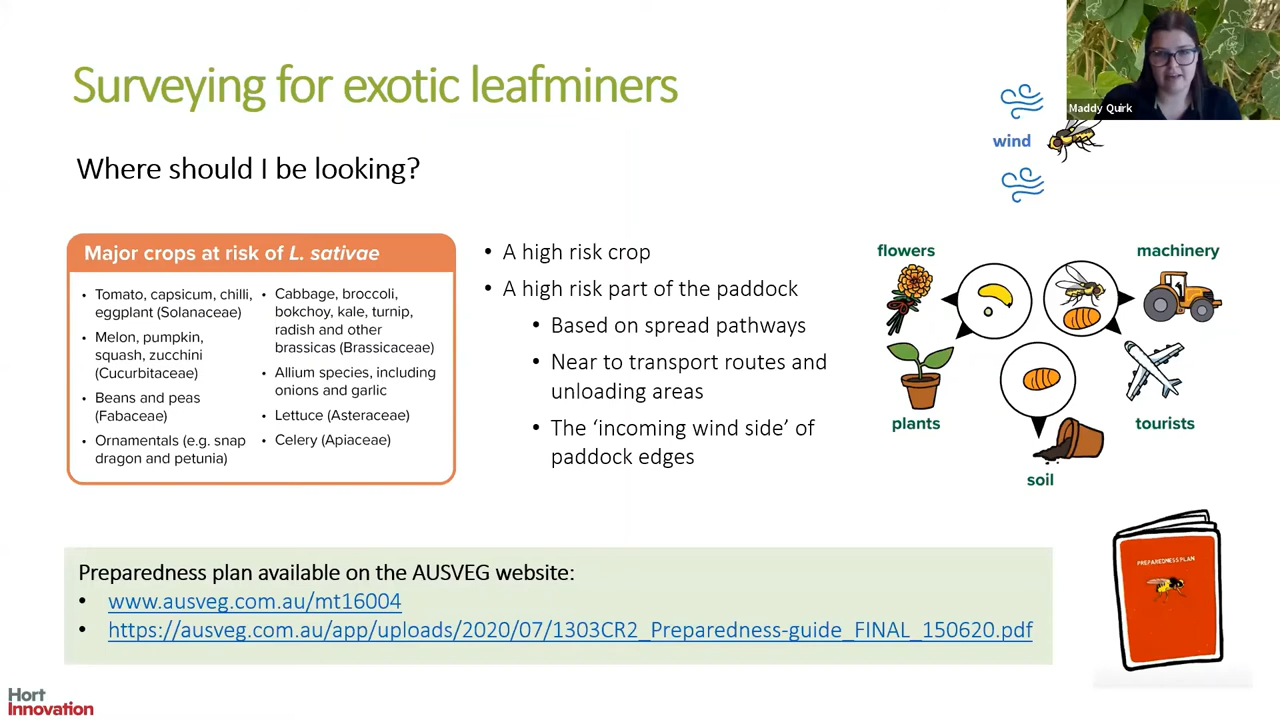 Surveying for exotic leafminers
Maddy Quirk
wind
Where should I be looking?
Major crops at risk of L. sativae
• Tomato, capsicum, chilli,
eggplant (Solanaceae)
• Melon, pumpkin,
squash, zucchini
(Cucurbitaceae)
• Beans and peas
(Fabaceae)
• Ornamentals (e.g. snap
dragon and petunia)
• Cabbage, broccoli,
bokchoy, kale, turnip,
radish and other
brassicas (Brassicaceae)
• Allium species, including
onions and garlic
• Lettuce (Asteraceae)
• Celery (Apiaceae)
• A high risk crop
• A high risk part of the paddock
• Based on spread pathways
• Near to transport routes and
unloading areas
• The ‘incoming wind side’ of
paddock edges
flowers
machinery
plants
tourists
soil
PREPAREDNESS PLAN
Preparedness plan available on the AUSVEG website:
• www.ausveg.com.au/mt16004
• https://ausveg.com.au/app/uploads/2020/07/1303CR2_Preparedness-guide_FINAL_150620.pdf
Hort
Innovation